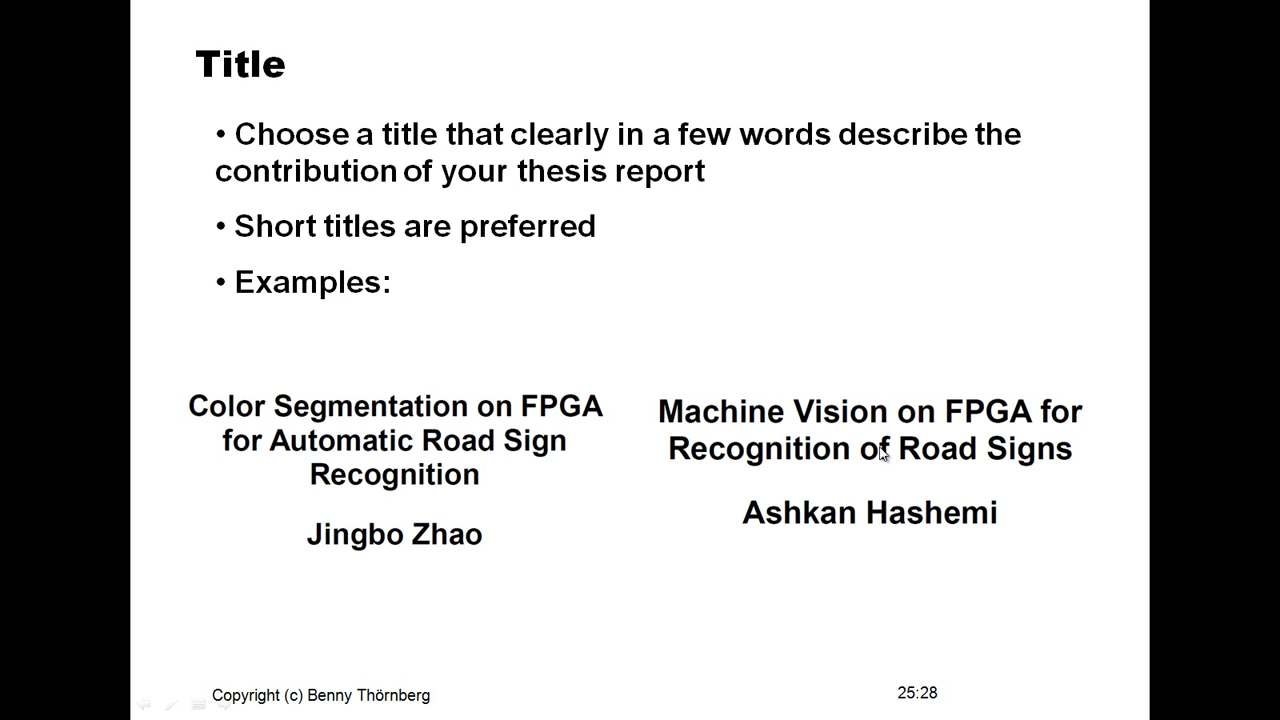 Title
• Choose a title that clearly in a few words describe the
contribution of your thesis report
• Short titles are preferred
• Examples:
Color Segmentation on FPGA
for Automatic Road Sign
Recognition
Jingbo Zhao
Machine Vision on FPGA for
Recognition of Road Signs
Ashkan Hashemi
Copyright (c) Benny Thörnberg
25:28